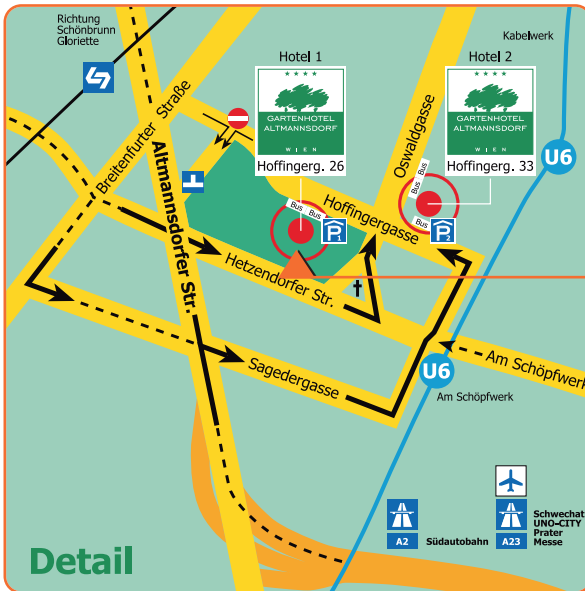 Richtung
Schönbrunn
Gloriette
Hotel 1
Hotel 2
Kabelwerk
★★★★
GARTENHOTEL
ALTMANNSDORF
WIEN
Hoffingerg. 26
★★★★
GARTENHOTEL
ALTMANNSDORF
WIEN
Hoffingerg. 33
Breitenfurter Straße
Altmannsdorfer Str.
Oswaldgasse
U6
Bus
Bus
Bus
Bus
Bus
Bus
P1
P2
Hoffingergasse
Hetzendorfer Str.
Sagedergasse
Am Schöpfwerk
U6
Am Schöpfwerk
A2
Südautobahn
A23
Schwechat
UNO-CITY
Prater
Messe
Detail